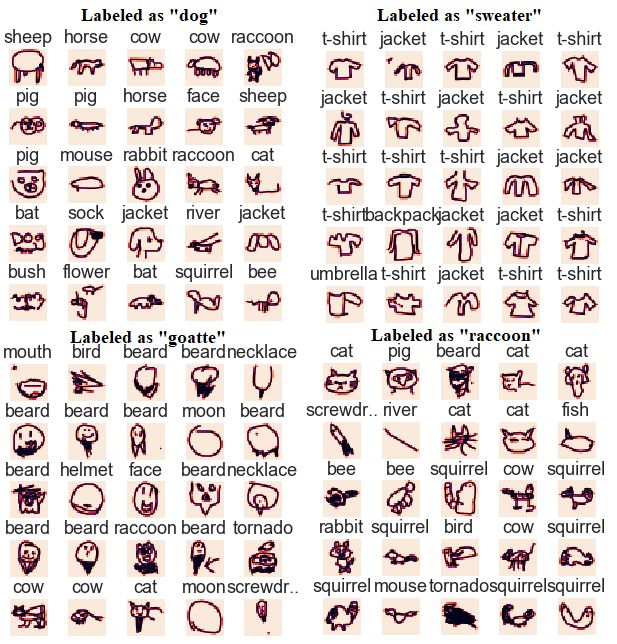 Labeled as "dog"
sheep horse cow cow raccoon
pig pig horse face sheep
pig mouse rabbit raccoon cat
bat sock jacket river jacket
bush flower bat squirrel bee
Labeled as "sweater"
t-shirt jacket t-shirt jacket t-shirt
jacket t-shirt jacket t-shirt jacket
t-shirt t-shirt t-shirt jacket jacket
t-shirt backpack jacket jacket t-shirt
umbrella t-shirt jacket t-shirt t-shirt
Labeled as "goatte"
mouth bird beard beard necklace
beard beard beard moon beard
beard helmet face beard necklace
beard beard raccoon beard tornado
cow cow cat moon screwdr..
Labeled as "raccoon"
cat pig beard cat cat
screwdr.. river cat cat fish
bee bee squirrel cow squirrel
rabbit squirrel bird cow squirrel
squirrel mouse tornado squirrel squirrel